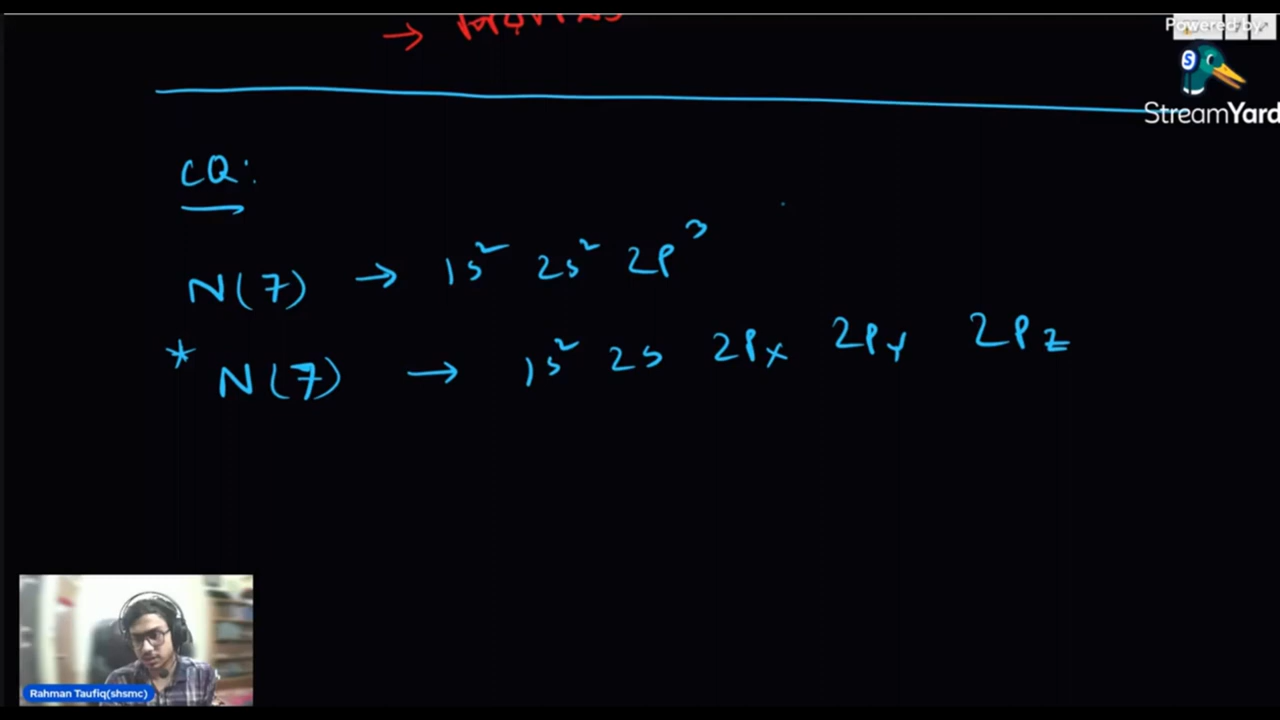 Powered by
StreamYard
→
CQ:
N(7) → 1s² 2s² 2p³
* N(7) → 1s² 2s 2px 2py 2pz
Rahman Taufiq(shsmc)